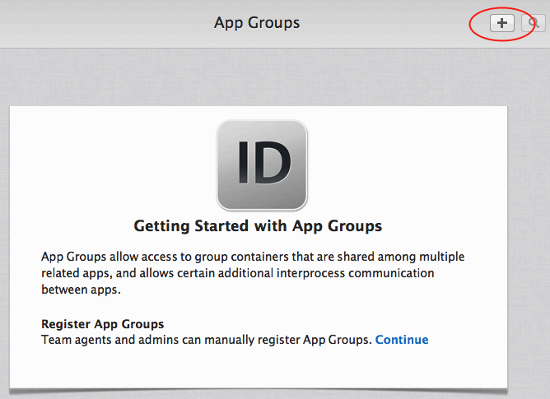 App Groups
ID
Getting Started with App Groups
App Groups allow access to group containers that are shared among multiple
related apps, and allows certain additional interprocess communication
between apps.
Register App Groups
Team agents and admins can manually register App Groups. Continue